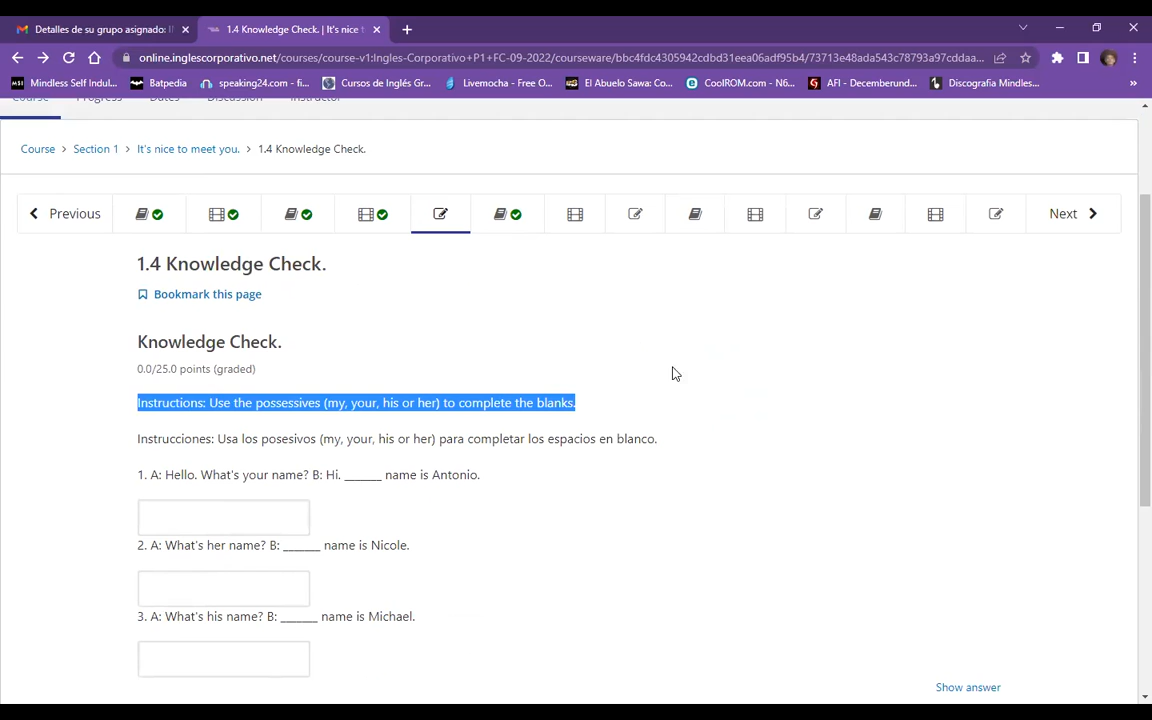 Detalles de su grupo asignado: I
1.4 Knowledge Check. | It's nice t
online.inglescorporativo.net/courses/course-v1:Ingles-Corporativo+P1+FC-09-2022/courseware/bbc4fdc4305942cdbd31eea06adf95b4/73713e48ada543c78793a97cddaa...
Mindless Self Indul...
Batpedia
speaking24.com - fi...
Cursos de Inglés Gr...
Livemocha - Free O...
El Abuelo Sawa: Co...
CoolROM.com - N6...
AFI - Decemberund...
Discografia Mindles...
»
Course Progress Dates Discussion Instructor
Course > Section 1 > It's nice to meet you. > 1.4 Knowledge Check.
Previous
Next
1.4 Knowledge Check.
Bookmark this page
Knowledge Check.
0.0/25.0 points (graded)
Instructions: Use the possessives (my, your, his or her) to complete the blanks.
Instrucciones: Usa los posesivos (my, your, his or her) para completar los espacios en blanco.
1. A: Hello. What's your name? B: Hi. ______ name is Antonio.
2. A: What's her name? B: ______ name is Nicole.
3. A: What's his name? B: ______ name is Michael.
Show answer